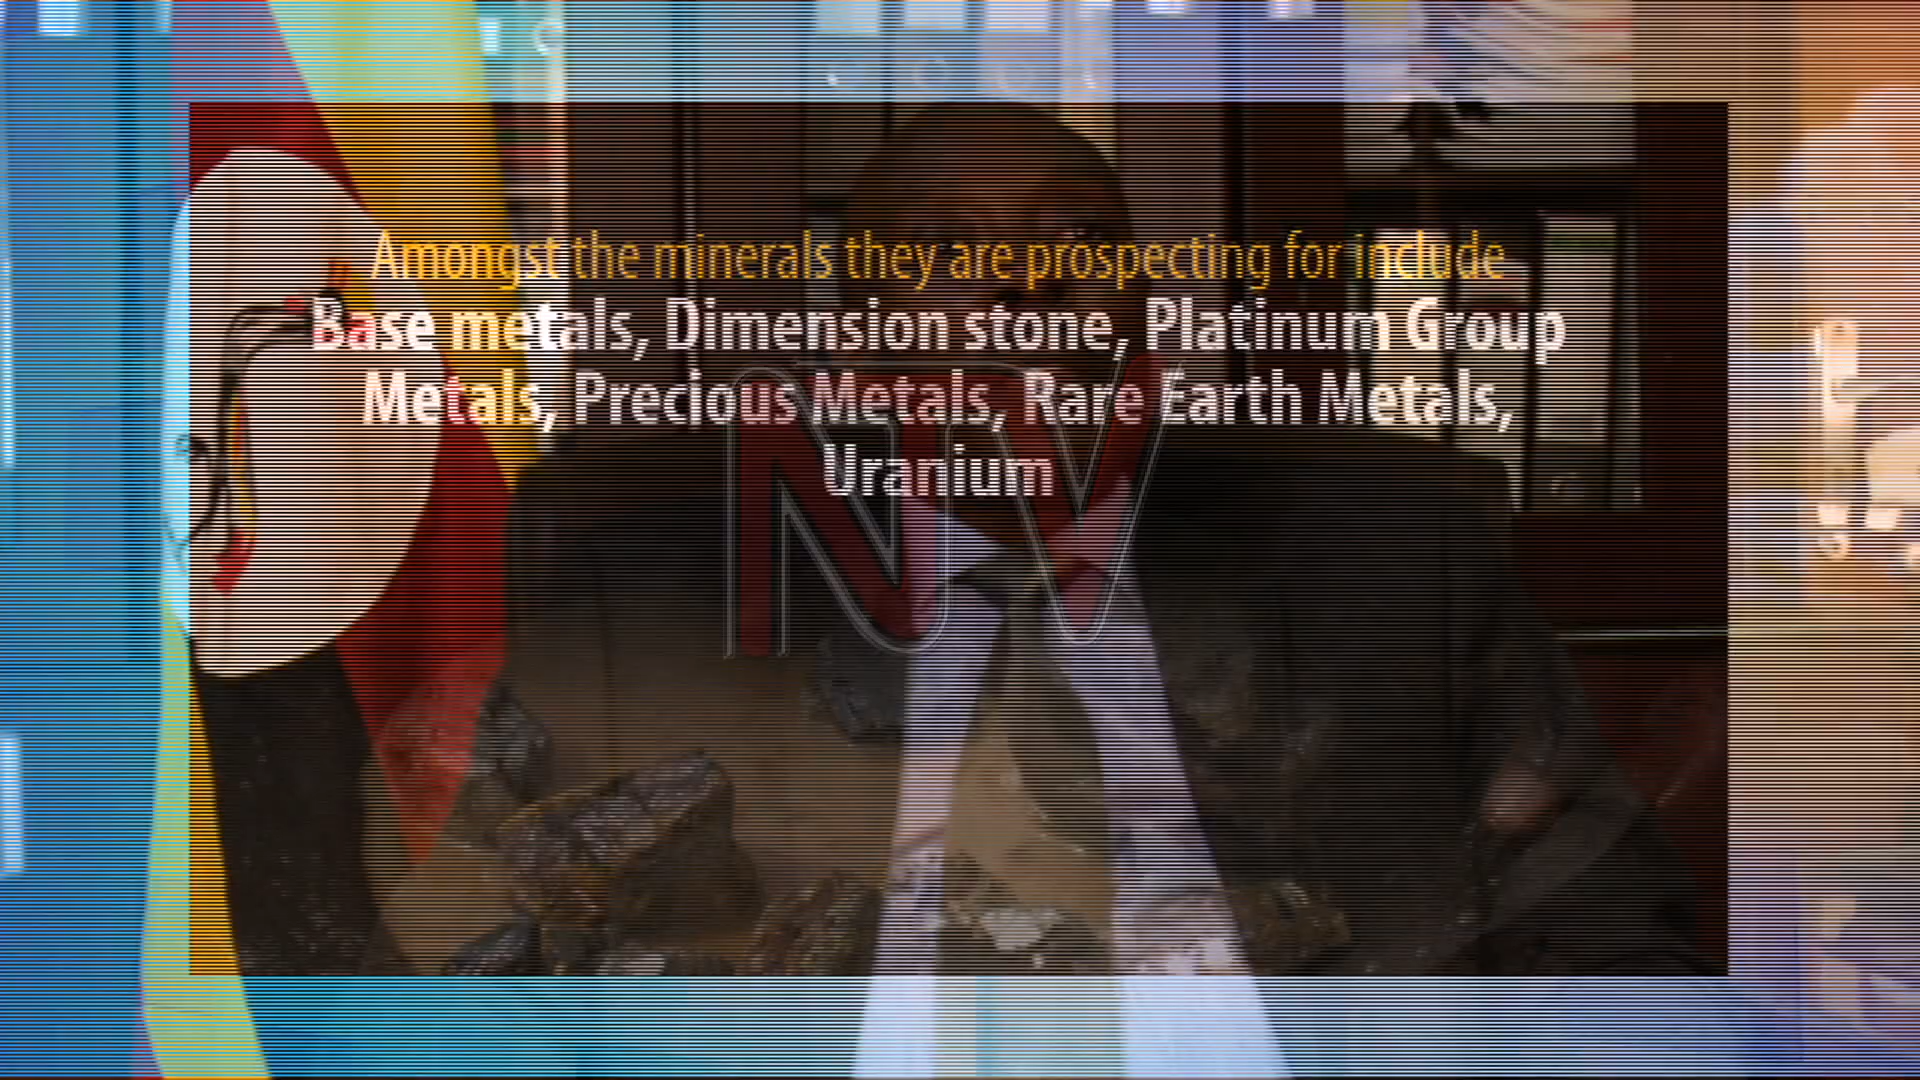 Amongst the minerals they are prospecting for include
Base metals, Dimension stone, Platinum Group
Metals, Precious Metals, Rare Earth Metals,
Uranium
NTV